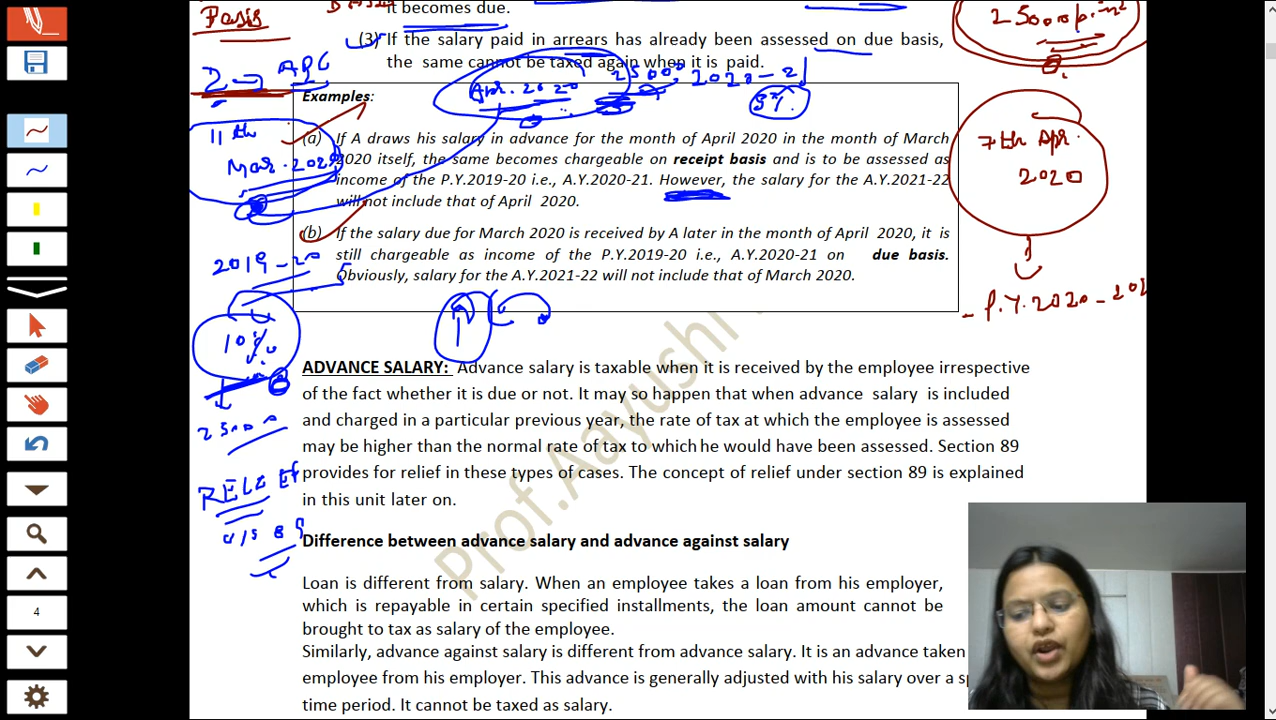 Basis
it becomes due.
(3) If the salary paid in arrears has already been assessed on due basis,
the same cannot be taxed again when it is paid.
25000 p.m
2 → ABC
Apr. 2020
25000 2020-21
5%
Examples:
11th
Mar. 2020
(a) If A draws his salary in advance for the month of April 2020 in the month of March
2020 itself, the same becomes chargeable on receipt basis and is to be assessed as
income of the P.Y.2019-20 i.e., A.Y.2020-21. However, the salary for the A.Y.2021-22
will not include that of April 2020.
7th Apr.
2020
(b) If the salary due for March 2020 is received by A later in the month of April 2020, it is
still chargeable as income of the P.Y.2019-20 i.e., A.Y.2020-21 on due basis.
Obviously, salary for the A.Y.2021-22 will not include that of March 2020.
2019-20
- P.Y. 2020-202
10%
25000
RELIEF
u/s 89
ADVANCE SALARY: Advance salary is taxable when it is received by the employee irrespective
of the fact whether it is due or not. It may so happen that when advance salary is included
and charged in a particular previous year, the rate of tax at which the employee is assessed
may be higher than the normal rate of tax to which he would have been assessed. Section 89
provides for relief in these types of cases. The concept of relief under section 89 is explained
in this unit later on.
Prof.Aayushi
Difference between advance salary and advance against salary
Loan is different from salary. When an employee takes a loan from his employer,
which is repayable in certain specified installments, the loan amount cannot be
brought to tax as salary of the employee.
Similarly, advance against salary is different from advance salary. It is an advance taken
employee from his employer. This advance is generally adjusted with his salary over a sp
time period. It cannot be taxed as salary.
4